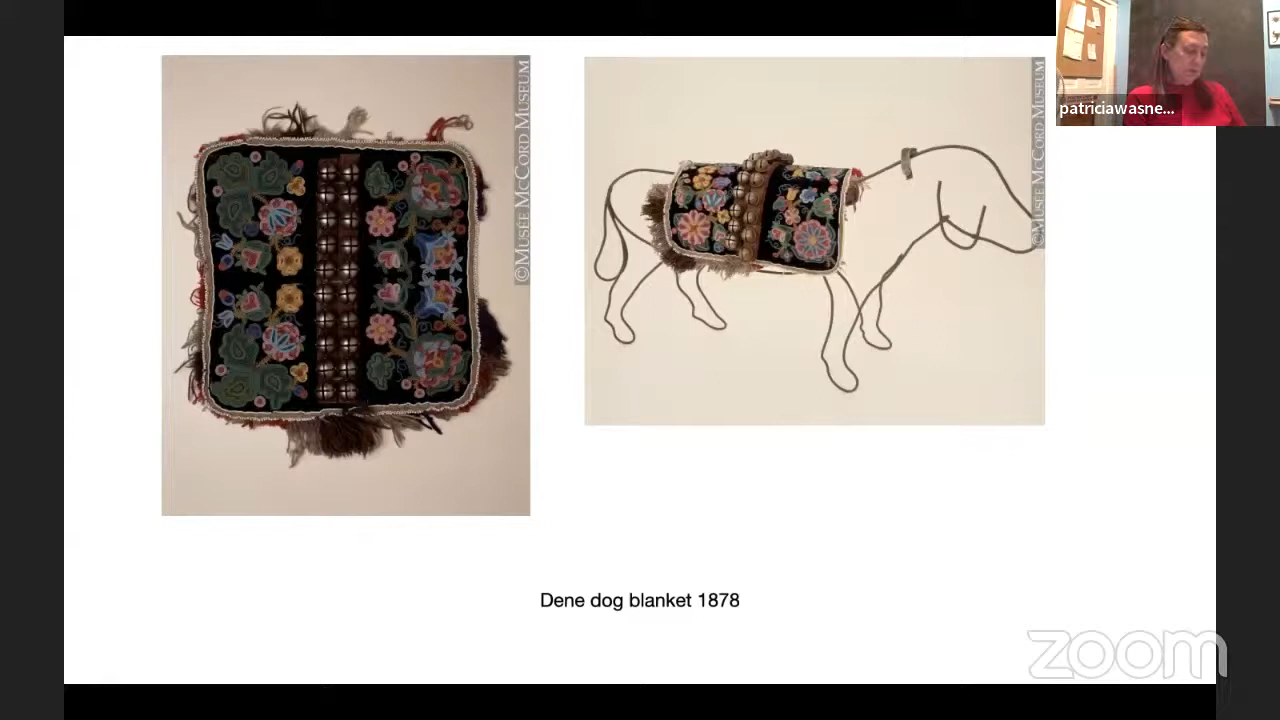 © MUSÉE MCCORD MUSEUM
© MUSÉE MCCORD MUSEUM
patriciawasne...
Dene dog blanket 1878
zoom